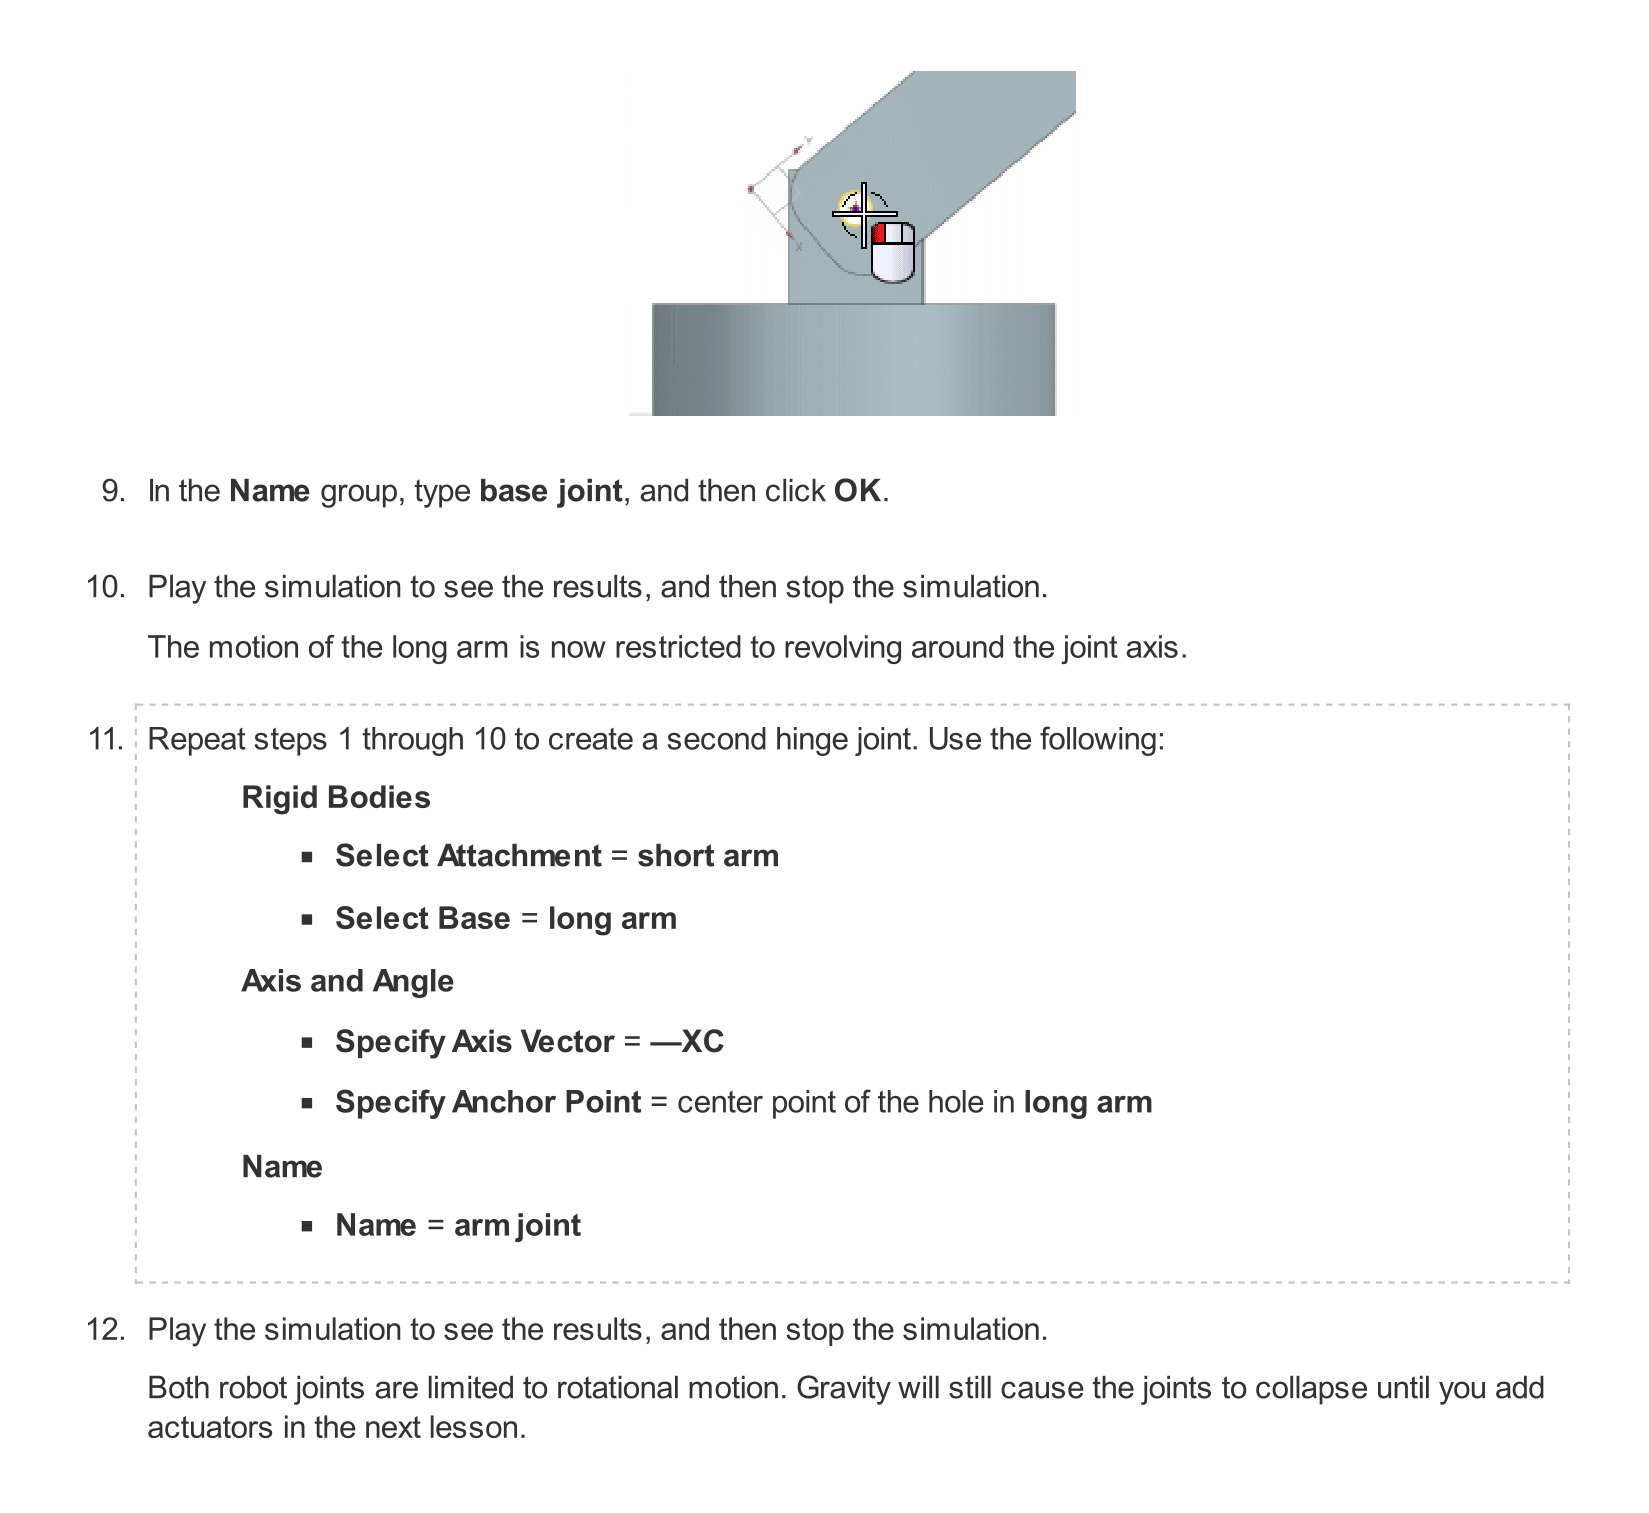 Y
X
9. In the Name group, type base joint, and then click OK.
10. Play the simulation to see the results, and then stop the simulation.
The motion of the long arm is now restricted to revolving around the joint axis.
11. Repeat steps 1 through 10 to create a second hinge joint. Use the following:
Rigid Bodies
▪ Select Attachment = short arm
▪ Select Base = long arm
Axis and Angle
▪ Specify Axis Vector = —XC
▪ Specify Anchor Point = center point of the hole in long arm
Name
▪ Name = arm joint
12. Play the simulation to see the results, and then stop the simulation.
Both robot joints are limited to rotational motion. Gravity will still cause the joints to collapse until you add
actuators in the next lesson.